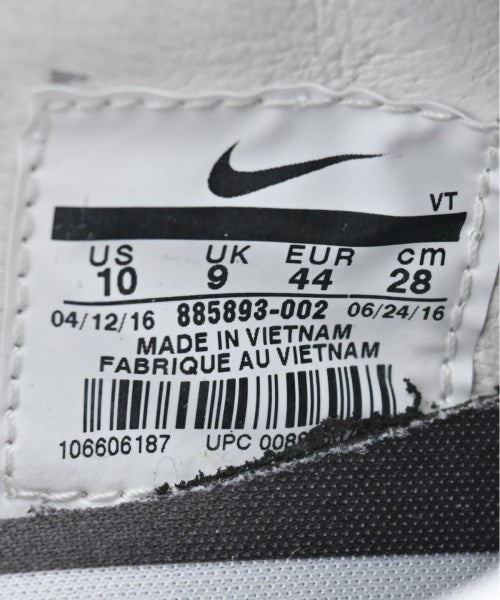 VT
US UK EUR cm
10 9 44 28
04/12/16 885893-002 06/24/16
MADE IN VIETNAM
FABRIQUE AU VIETNAM
106606187 UPC